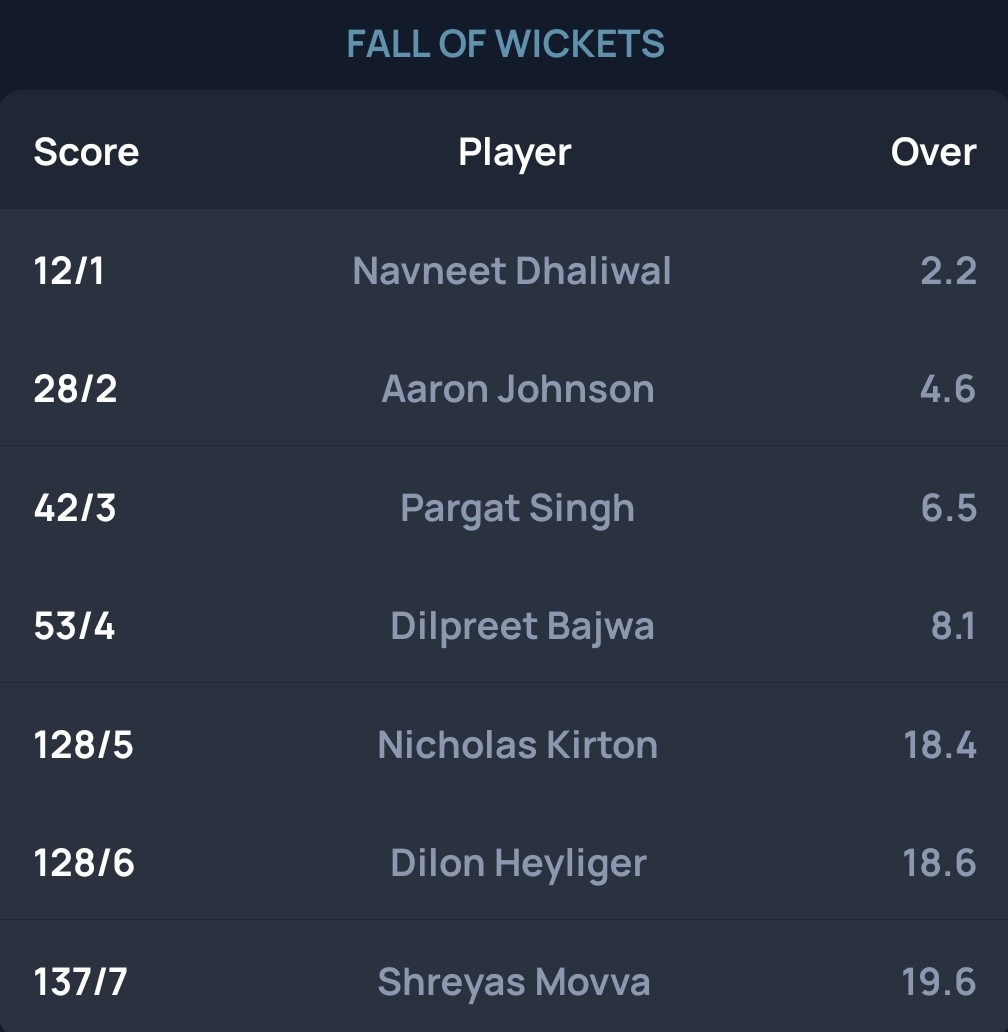 FALL OF WICKETS
Score Player Over
12/1 Navneet Dhaliwal 2.2
28/2 Aaron Johnson 4.6
42/3 Pargat Singh 6.5
53/4 Dilpreet Bajwa 8.1
128/5 Nicholas Kirton 18.4
128/6 Dilon Heyliger 18.6
137/7 Shreyas Movva 19.6